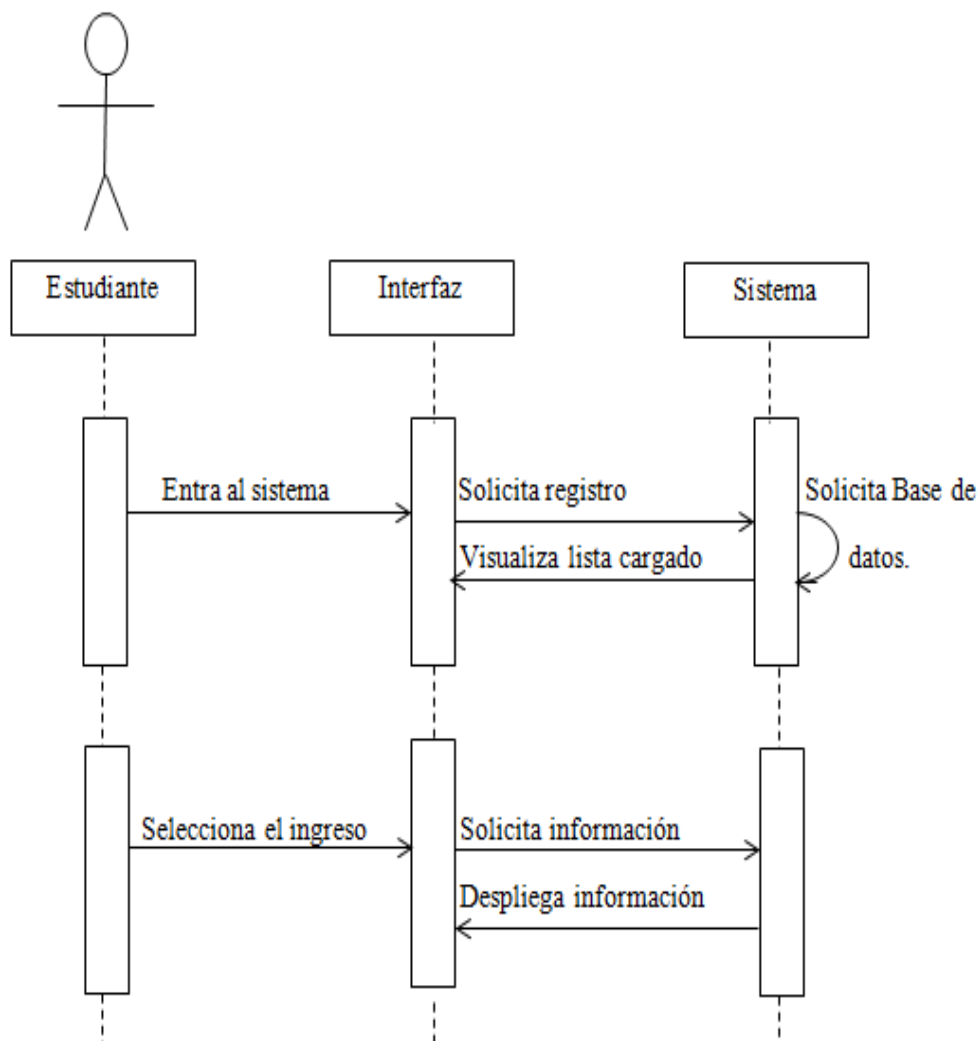 Estudiante
Interfaz
Sistema
Entra al sistema
Solicita registro
Solicita Base de
Visualiza lista cargado
datos.
Selecciona el ingreso
Solicita información
Despliega información